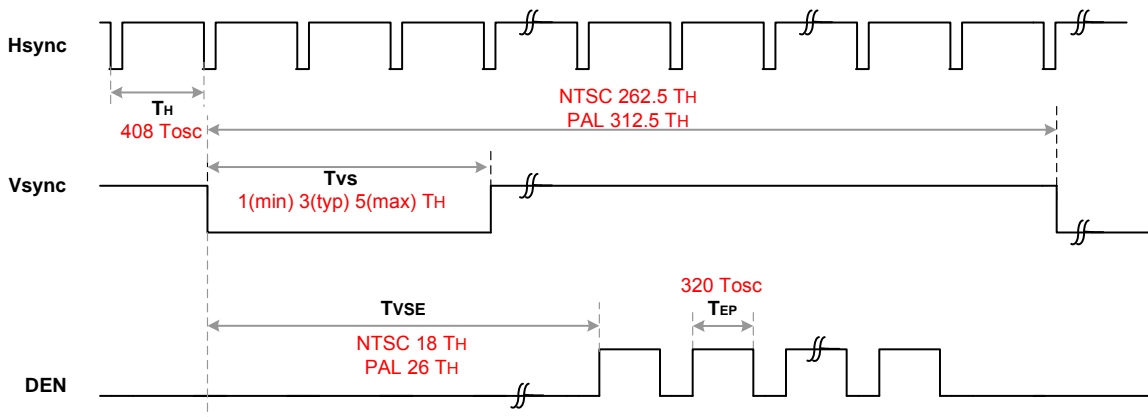 Hsync
TH
408 Tosc
NTSC 262.5 TH
PAL 312.5 TH
Vsync
TVS
1(min) 3(typ) 5(max) TH
TVSE
NTSC 18 TH
PAL 26 TH
320 Tosc
TEP
DEN